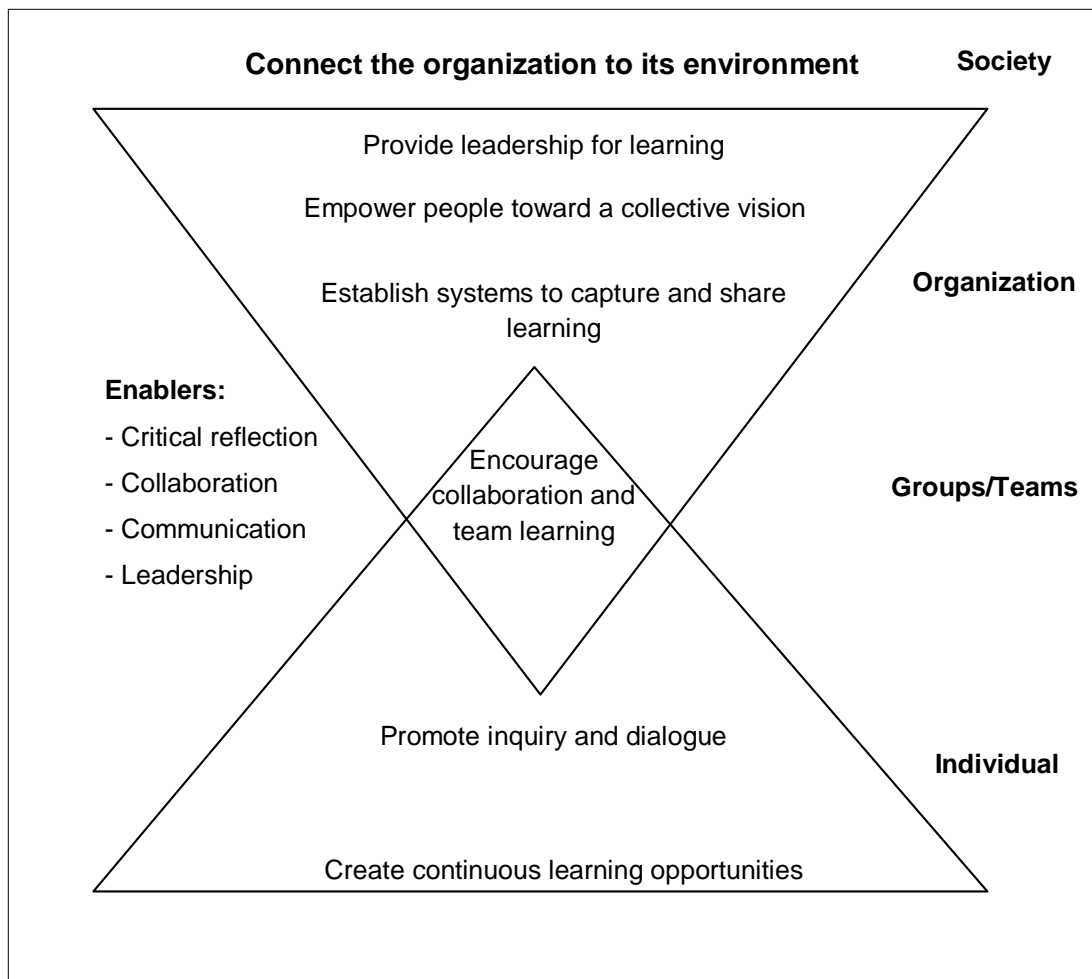 Connect the organization to its environment
Society
Provide leadership for learning
Empower people toward a collective vision
Establish systems to capture and share
learning
Organization
Enablers:
- Critical reflection
- Collaboration
- Communication
- Leadership
Encourage
collaboration and
team learning
Groups/Teams
Promote inquiry and dialogue
Individual
Create continuous learning opportunities